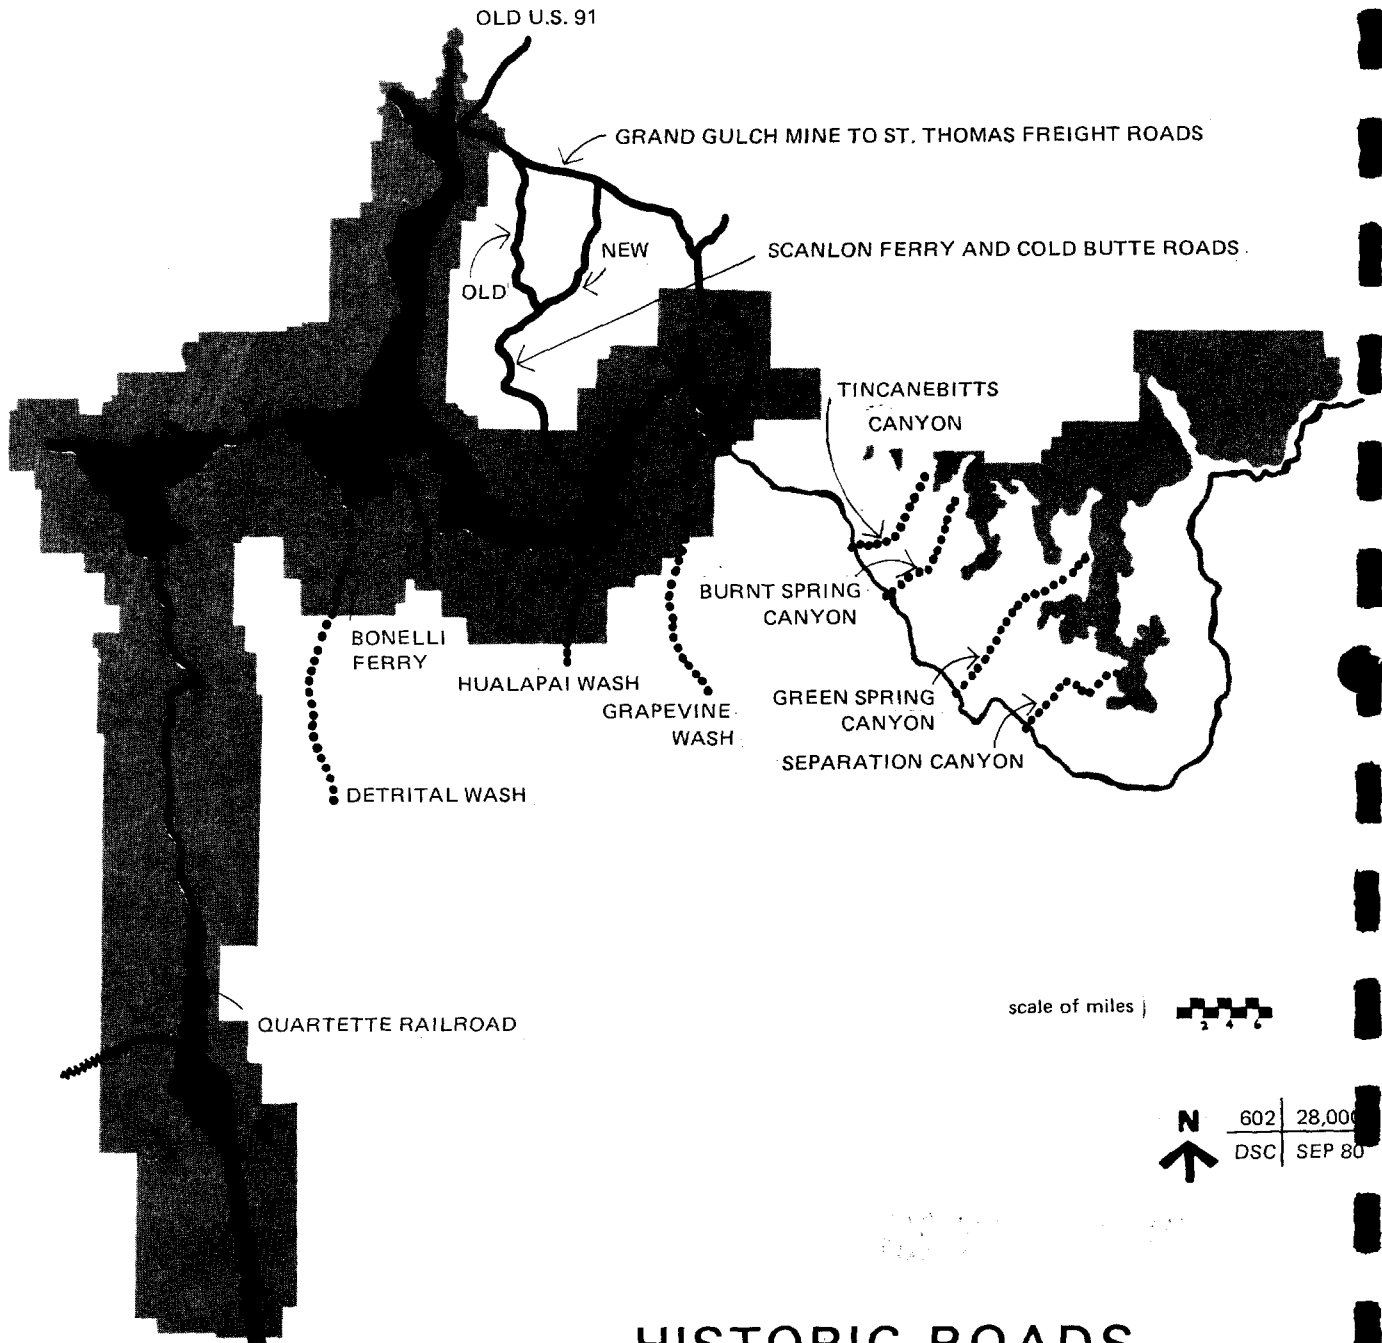 OLD U.S. 91
GRAND GULCH MINE TO ST. THOMAS FREIGHT ROADS
SCANLON FERRY AND COLD BUTTE ROADS
NEW
OLD
TINCANEBITTS
CANYON
BURNT SPRING
CANYON
BONELLI
FERRY
HUALAPAI WASH
GRAPEVINE
WASH
GREEN SPRING
CANYON
SEPARATION CANYON
DETRITAL WASH
scale of miles
2 4 6
QUARTETTE RAILROAD
N
602 28,000
DSC SEP 80
HISTORIC ROADS